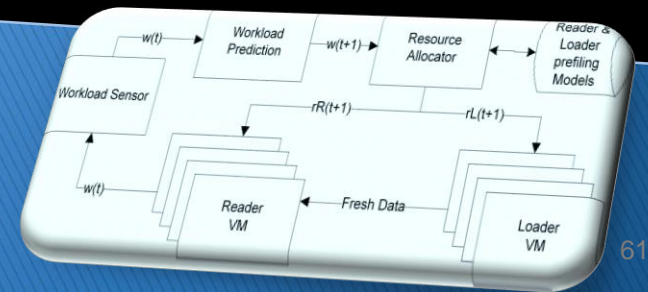 w(t)
Workload
Prediction
w(t+1)
Resource
Allocator
Reader &
Loader
prefiling
Models
Workload Sensor
rR(t+1)
rL(t+1)
w(t)
Reader
VM
Fresh Data
Loader
VM
61